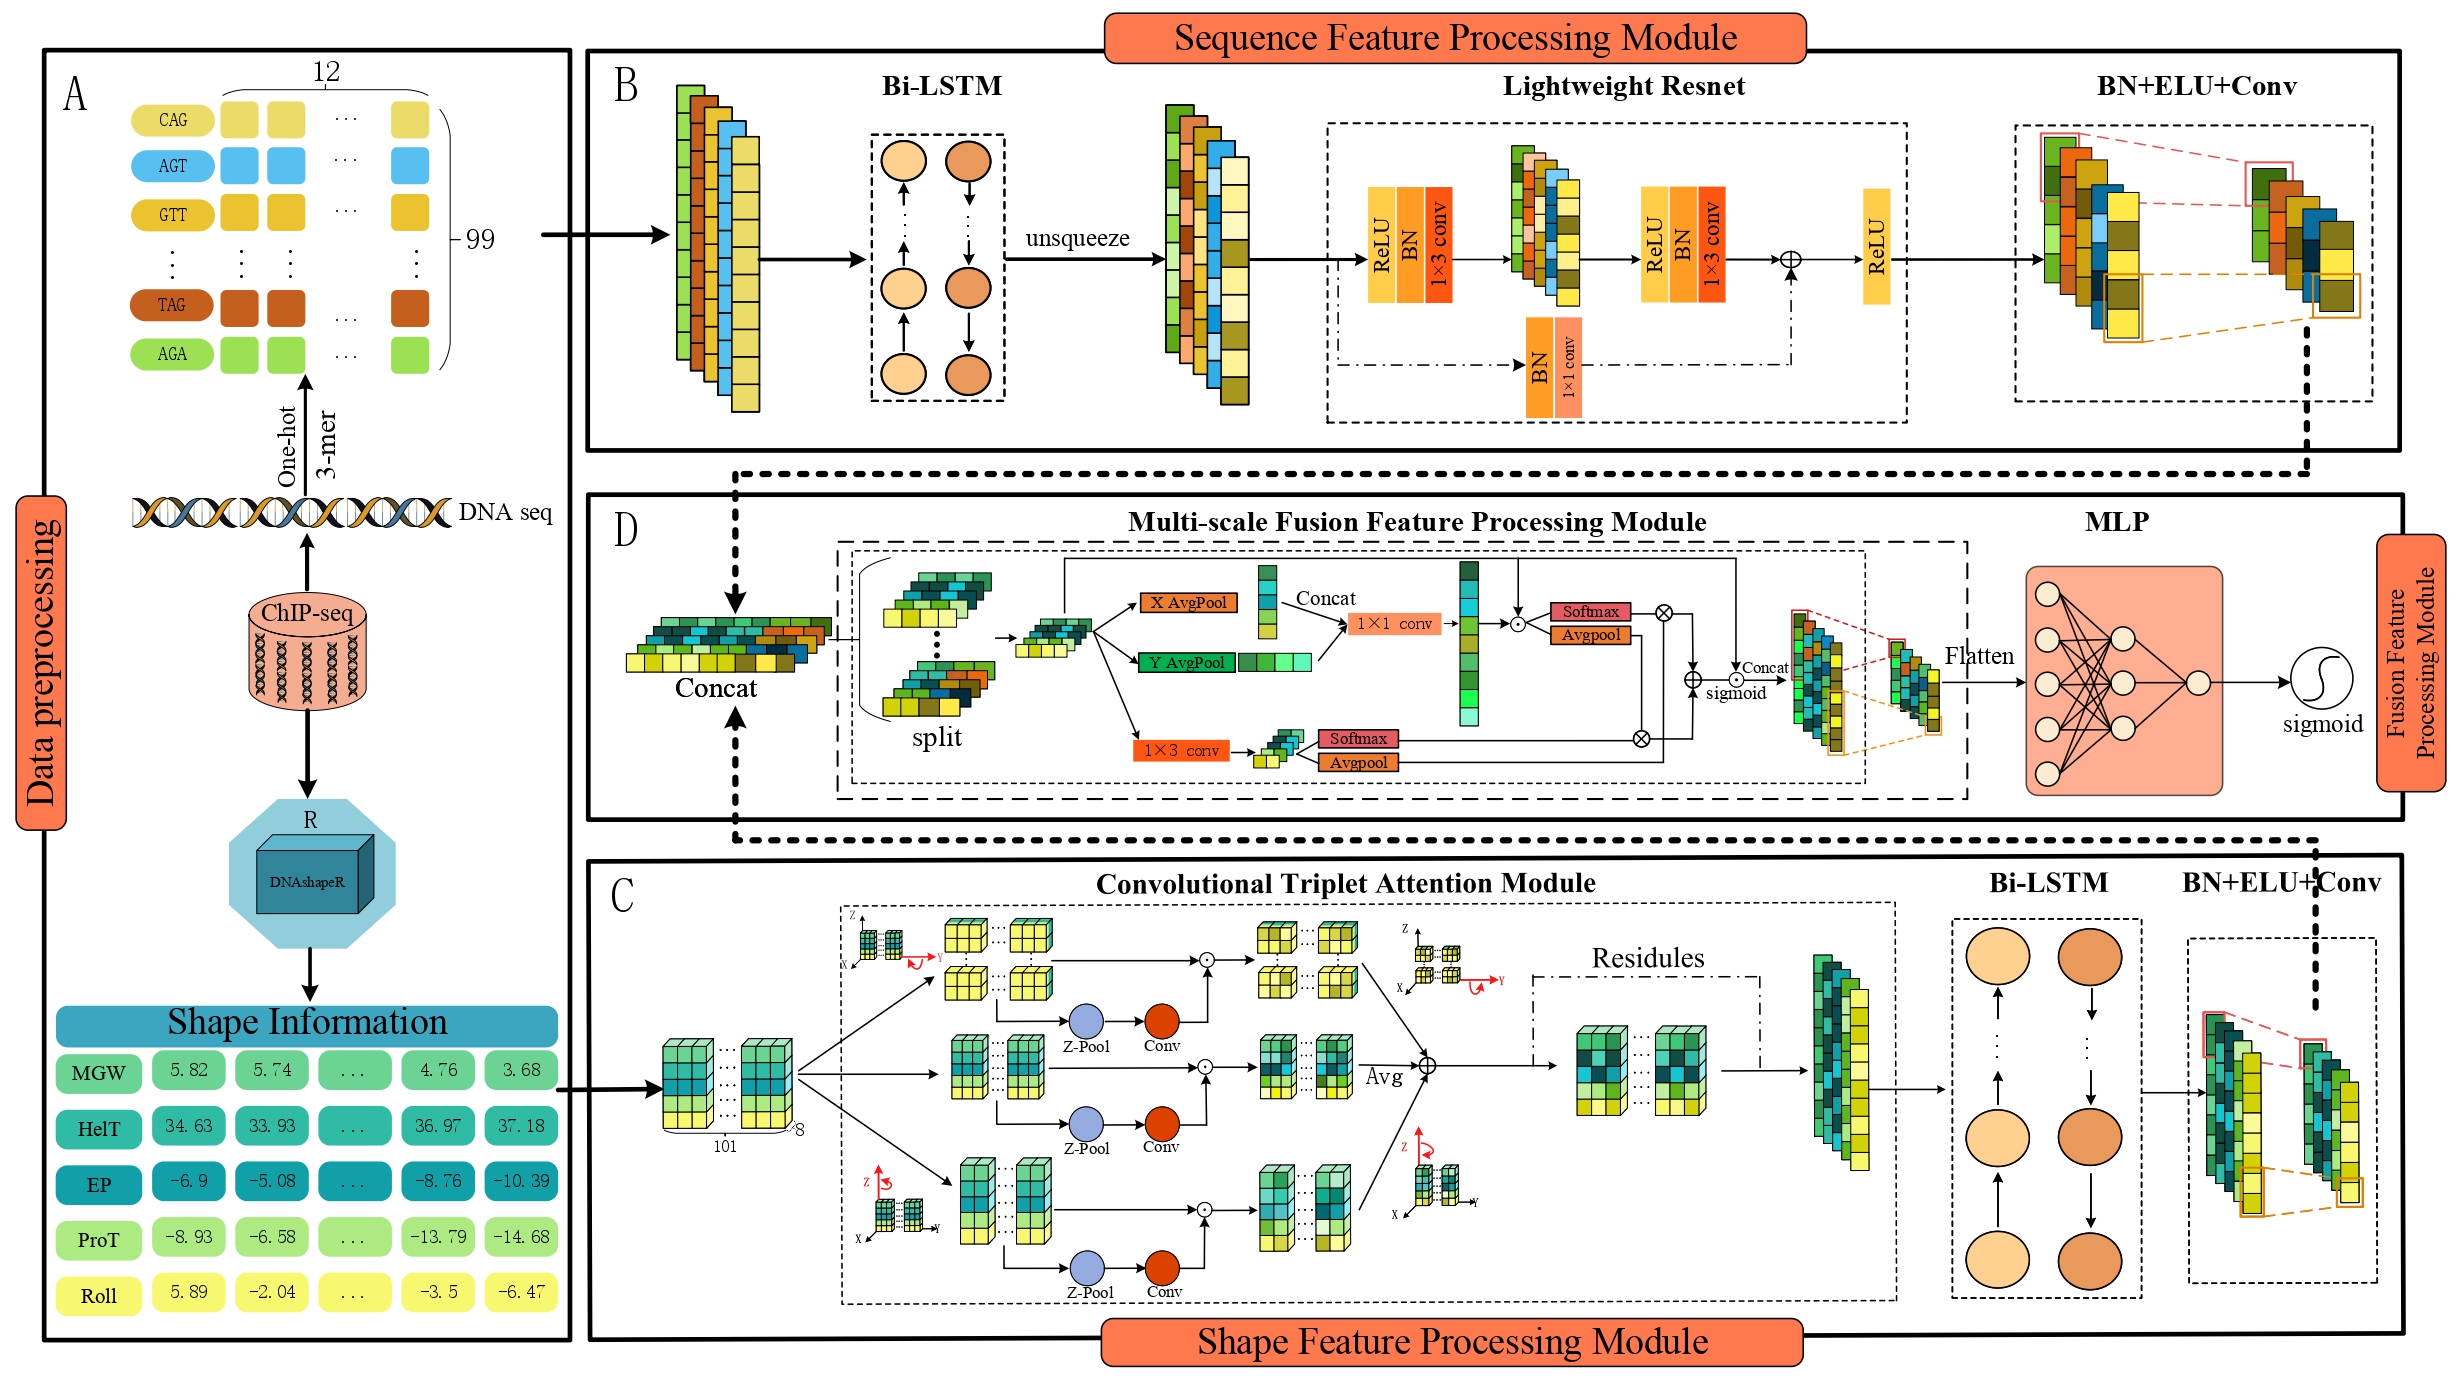 Sequence Feature Processing Module
A
12
CAG ...
AGT ...
GTT ...
99
TAG ...
AGA ...
One-hot
3-mer
DNA seq
ChIP-seq
R
DNAshapeR
Shape Information
MGW 5.82 5.74 ... 4.76 3.68
HelT 34.63 33.93 ... 36.97 37.18
EP -6.9 -5.08 ... -8.76 -10.39
ProT -8.93 -6.58 ... -13.79 -14.68
Roll 5.89 -2.04 ... -3.5 -6.47
Data preprocessing
B
Bi-LSTM
unsqueeze
Lightweight Resnet
ReLU
BN
1×3 conv
ReLU
BN
1×3 conv
ReLU
BN
1×1 conv
BN+ELU+Conv
D
Multi-scale Fusion Feature Processing Module
MLP
Concat
split
X AvgPool
Y AvgPool
Concat
1×1 conv
1×3 conv
Softmax
Avgpool
Softmax
Avgpool
Concat
sigmoid
Flatten
sigmoid
Fusion Feature
Processing Module
C
Convolutional Triplet Attention Module
Bi-LSTM
BN+ELU+Conv
101
8
Z
X
Y
Z-Pool
Conv
Z-Pool
Conv
Z
X
Y
Z-Pool
Conv
Avg
Z
X
Y
Z
X
Y
Residules
Shape Feature Processing Module